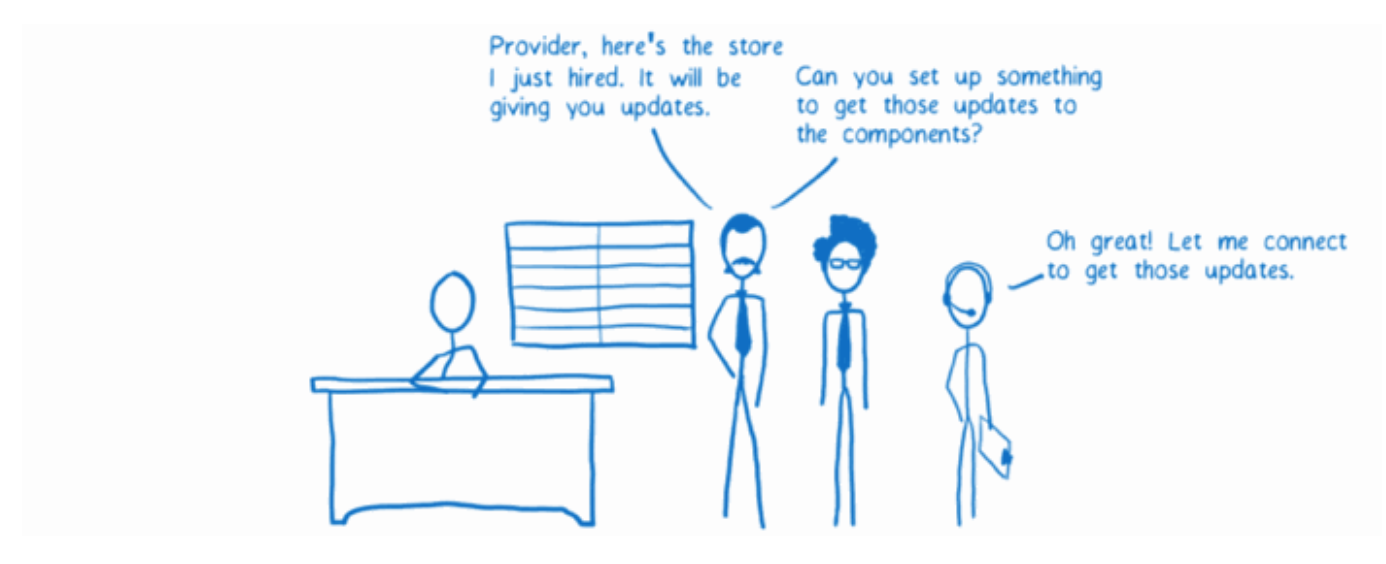 Provider, here's the store
I just hired. It will be
giving you updates.
Can you set up something
to get those updates to
the components?
Oh great! Let me connect
to get those updates.